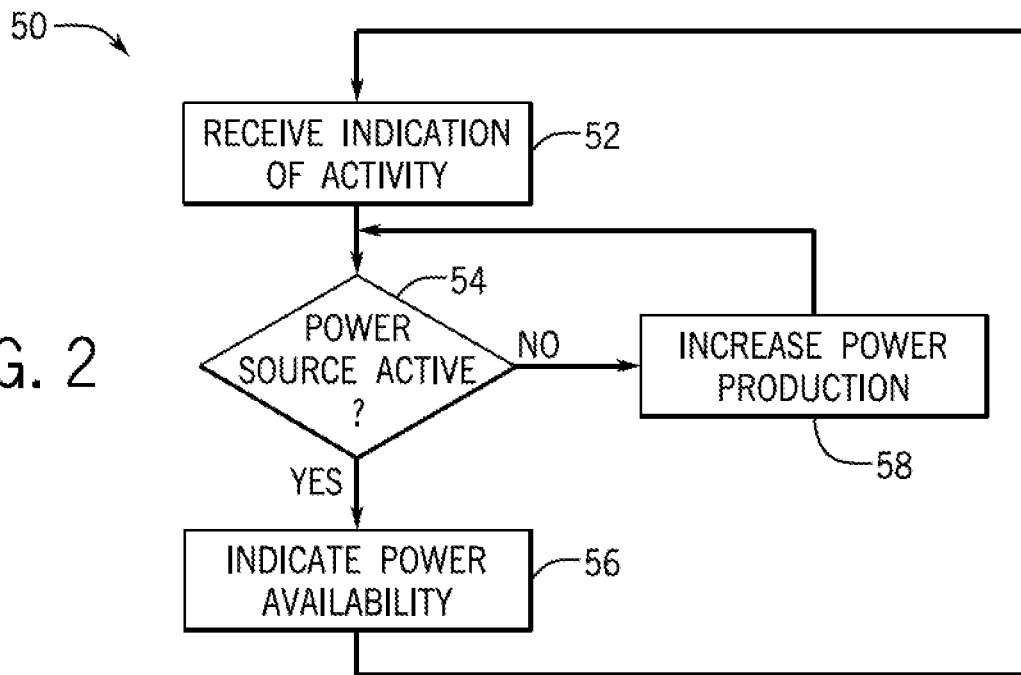 50
RECEIVE INDICATION
OF ACTIVITY
52
54
POWER
SOURCE ACTIVE
?
NO
INCREASE POWER
PRODUCTION
58
G. 2
YES
INDICATE POWER
AVAILABILITY
56